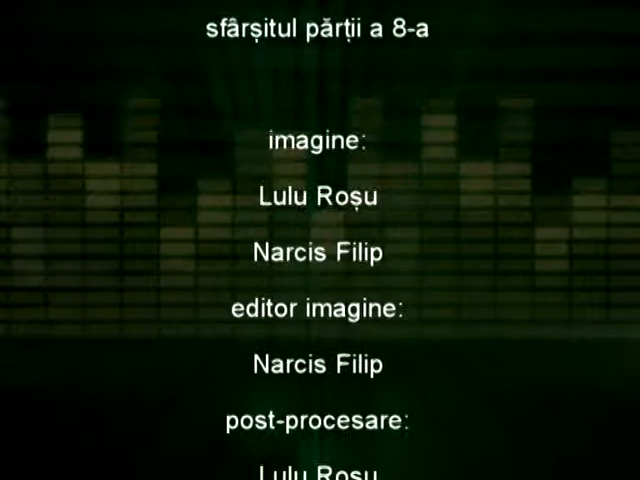 sfârșitul părții a 8-a
imagine:
Lulu Roșu
Narcis Filip
editor imagine:
Narcis Filip
post-procesare:
Lulu Roșu